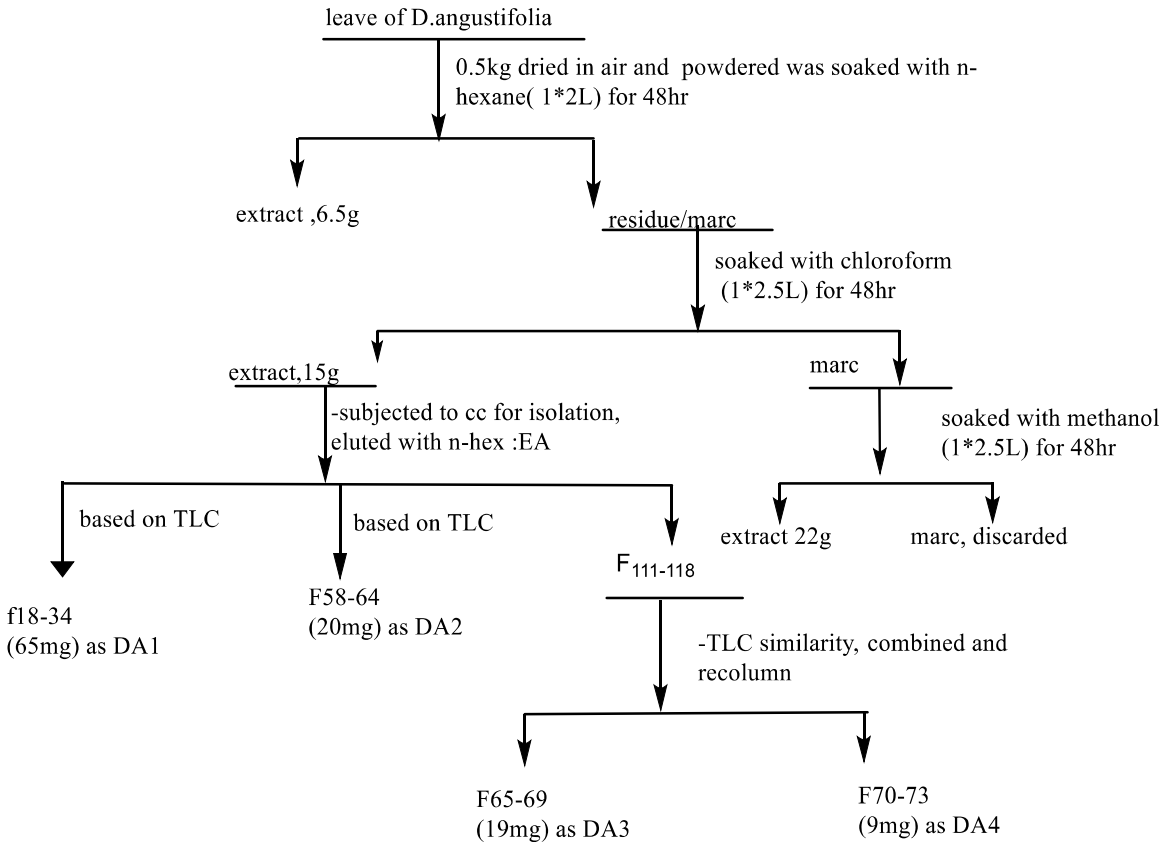 leave of D.angustifolia
0.5kg dried in air and powdered was soaked with n-
hexane( 1*2L) for 48hr
extract ,6.5g
residue/marc
soaked with chloroform
(1*2.5L) for 48hr
extract,15g
marc
-subjected to cc for isolation,
eluted with n-hex :EA
soaked with methanol
(1*2.5L) for 48hr
based on TLC
based on TLC
extract 22g
marc, discarded
F111-118
f18-34
(65mg) as DA1
F58-64
(20mg) as DA2
-TLC similarity, combined and
recolumn
F65-69
(19mg) as DA3
F70-73
(9mg) as DA4